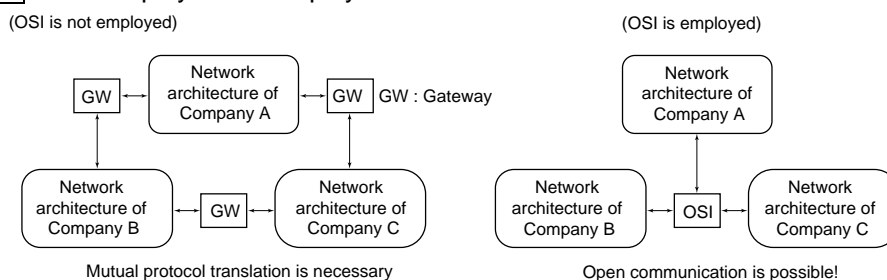 (OSI is not employed)
(OSI is employed)
Network
architecture of
Company A
GW
GW
GW : Gateway
Network
architecture of
Company B
GW
Network
architecture of
Company C
Mutual protocol translation is necessary
Network
architecture of
Company A
Network
architecture of
Company B
OSI
Network
architecture of
Company C
Open communication is possible!